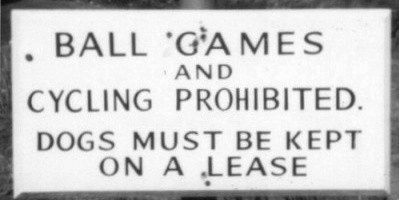 BALL GAMES
AND
CYCLING PROHIBITED.
DOGS MUST BE KEPT
ON A LEASE